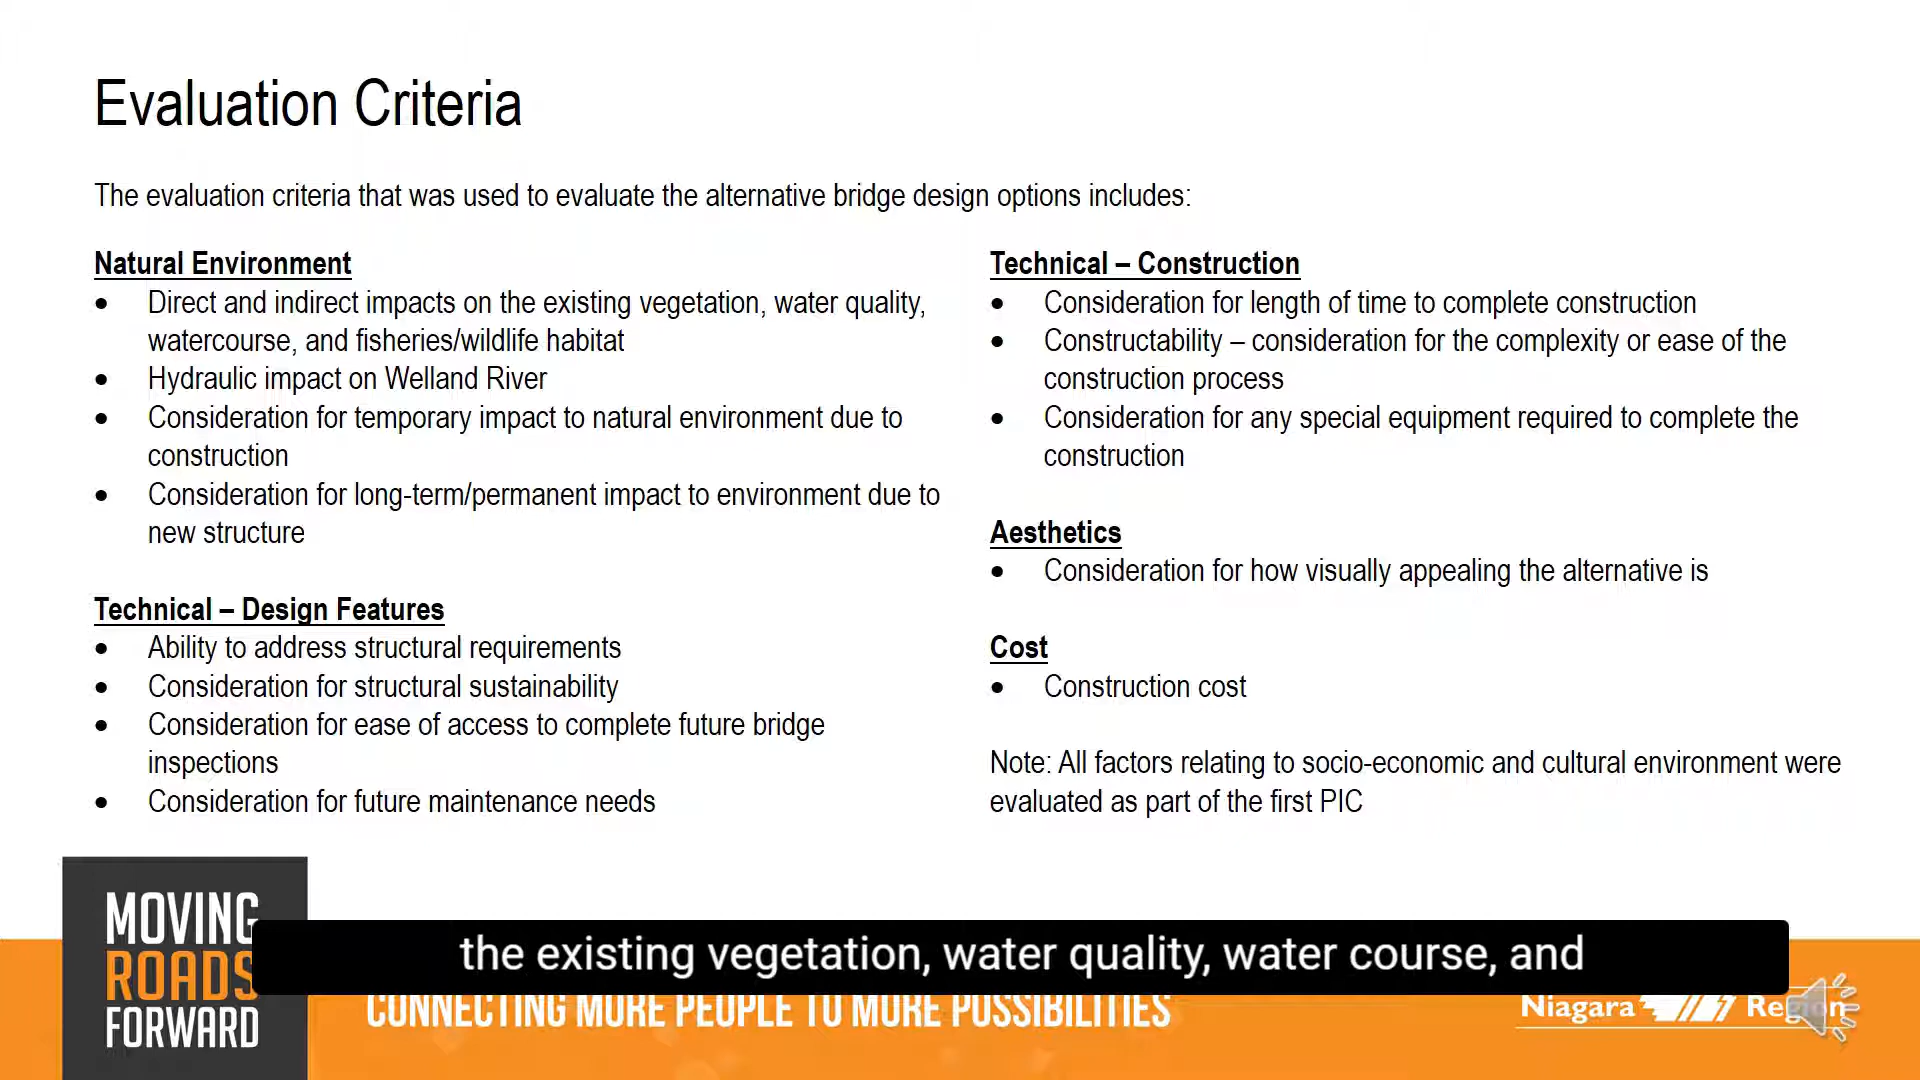 Evaluation Criteria
The evaluation criteria that was used to evaluate the alternative bridge design options includes:
Natural Environment
• Direct and indirect impacts on the existing vegetation, water quality,
watercourse, and fisheries/wildlife habitat
• Hydraulic impact on Welland River
• Consideration for temporary impact to natural environment due to
construction
• Consideration for long-term/permanent impact to environment due to
new structure
Technical – Design Features
• Ability to address structural requirements
• Consideration for structural sustainability
• Consideration for ease of access to complete future bridge
inspections
• Consideration for future maintenance needs
Technical – Construction
• Consideration for length of time to complete construction
• Constructability – consideration for the complexity or ease of the
construction process
• Consideration for any special equipment required to complete the
construction
Aesthetics
• Consideration for how visually appealing the alternative is
Cost
• Construction cost
Note: All factors relating to socio-economic and cultural environment were
evaluated as part of the first PIC
MOVING
ROADS
FORWARD
the existing vegetation, water quality, water course, and
CONNECTING MORE PEOPLE TO MORE POSSIBILITIES
Niagara Region